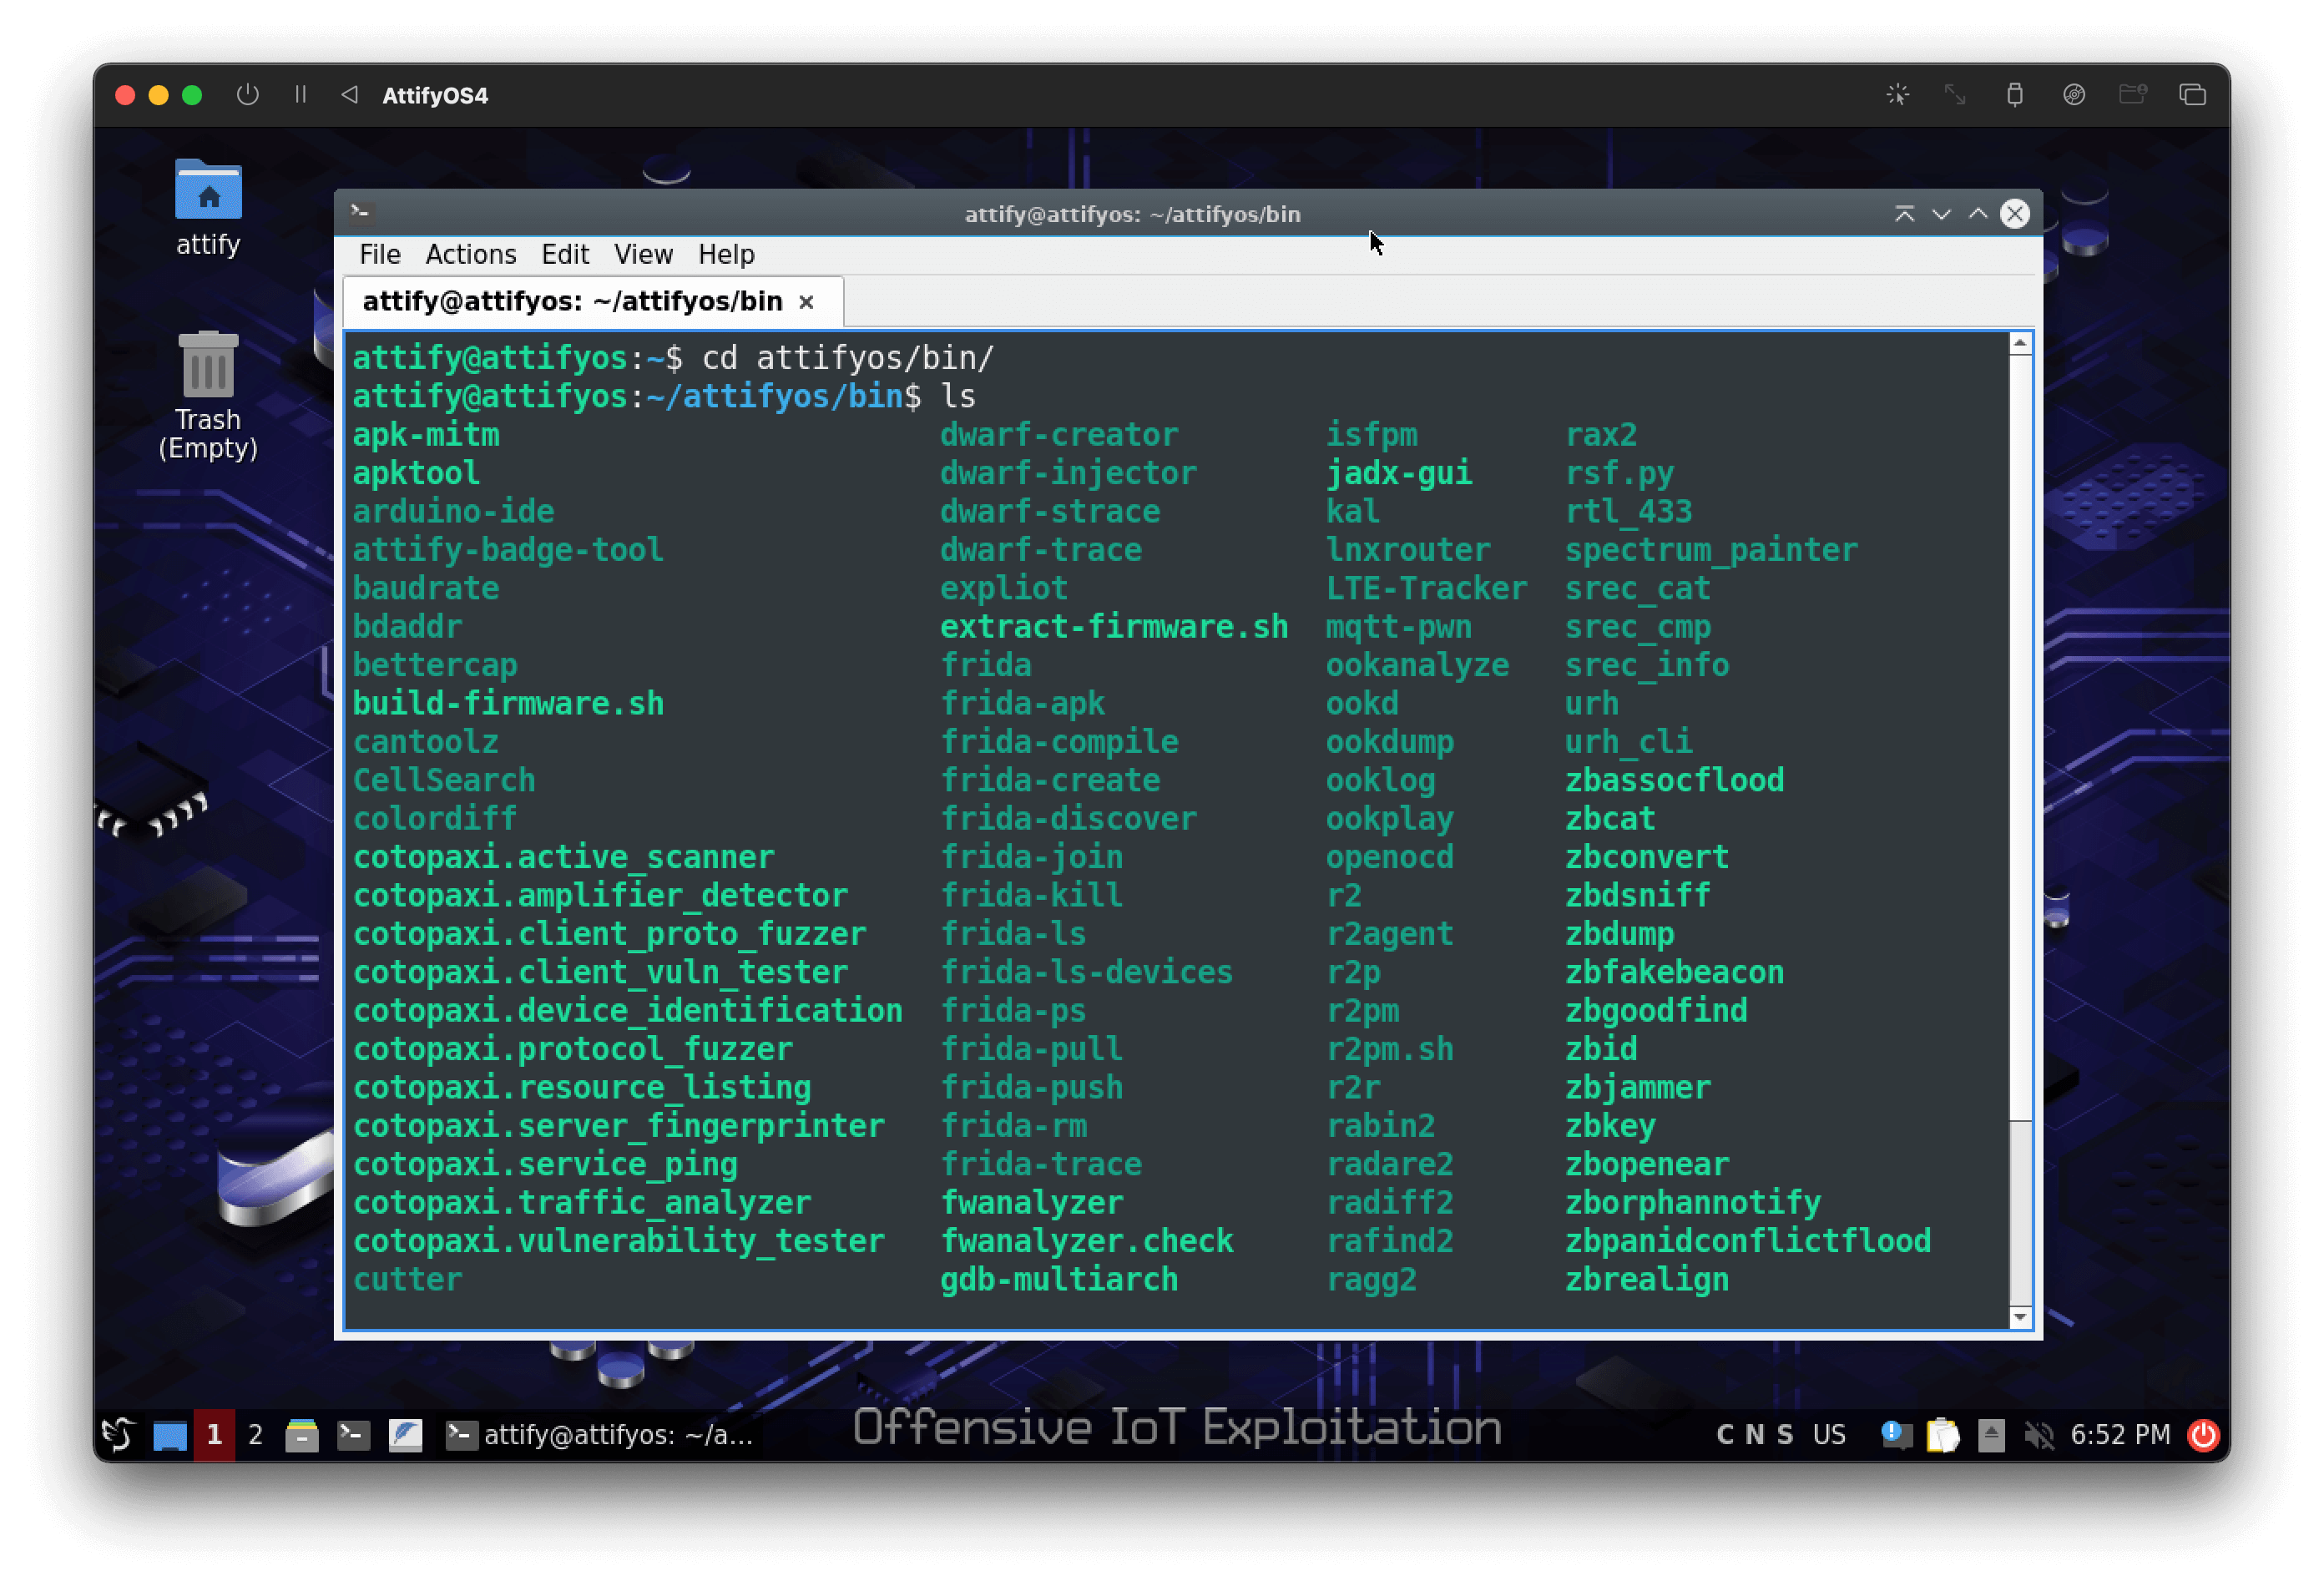 AttifyOS4
attify
Trash
(Empty)
attify@attifyos: ~/attifyos/bin
File Actions Edit View Help
attify@attifyos: ~/attifyos/bin
attify@attifyos:~$ cd attifyos/bin/
attify@attifyos:~/attifyos/bin$ ls
apk-mitm dwarf-creator isfpm rax2
apktool dwarf-injector jadx-gui rsf.py
arduino-ide dwarf-strace kal rtl_433
attify-badge-tool dwarf-trace lnxrouter spectrum_painter
baudrate expliot LTE-Tracker srec_cat
bdaddr extract-firmware.sh mqtt-pwn srec_cmp
bettercap frida ookanalyze srec_info
build-firmware.sh frida-apk ookd urh
cantoolz frida-compile ookdump urh_cli
CellSearch frida-create ooklog zbassocflood
colordiff frida-discover ookplay zbcat
cotopaxi.active_scanner frida-join openocd zbconvert
cotopaxi.amplifier_detector frida-kill r2 zbdsniff
cotopaxi.client_proto_fuzzer frida-ls r2agent zbdump
cotopaxi.client_vuln_tester frida-ls-devices r2p zbfakebeacon
cotopaxi.device_identification frida-ps r2pm zbgoodfind
cotopaxi.protocol_fuzzer frida-pull r2pm.sh zbid
cotopaxi.resource_listing frida-push r2r zbjammer
cotopaxi.server_fingerprinter frida-rm rabin2 zbkey
cotopaxi.service_ping frida-trace radare2 zbopenear
cotopaxi.traffic_analyzer fwanalyzer radiff2 zborphannotify
cotopaxi.vulnerability_tester fwanalyzer.check rafind2 zbpanidconflictflood
cutter gdb-multiarch ragg2 zbrealign
1 2 attify@attifyos: ~/a... Offensive IoT Exploitation C N S US 6:52 PM